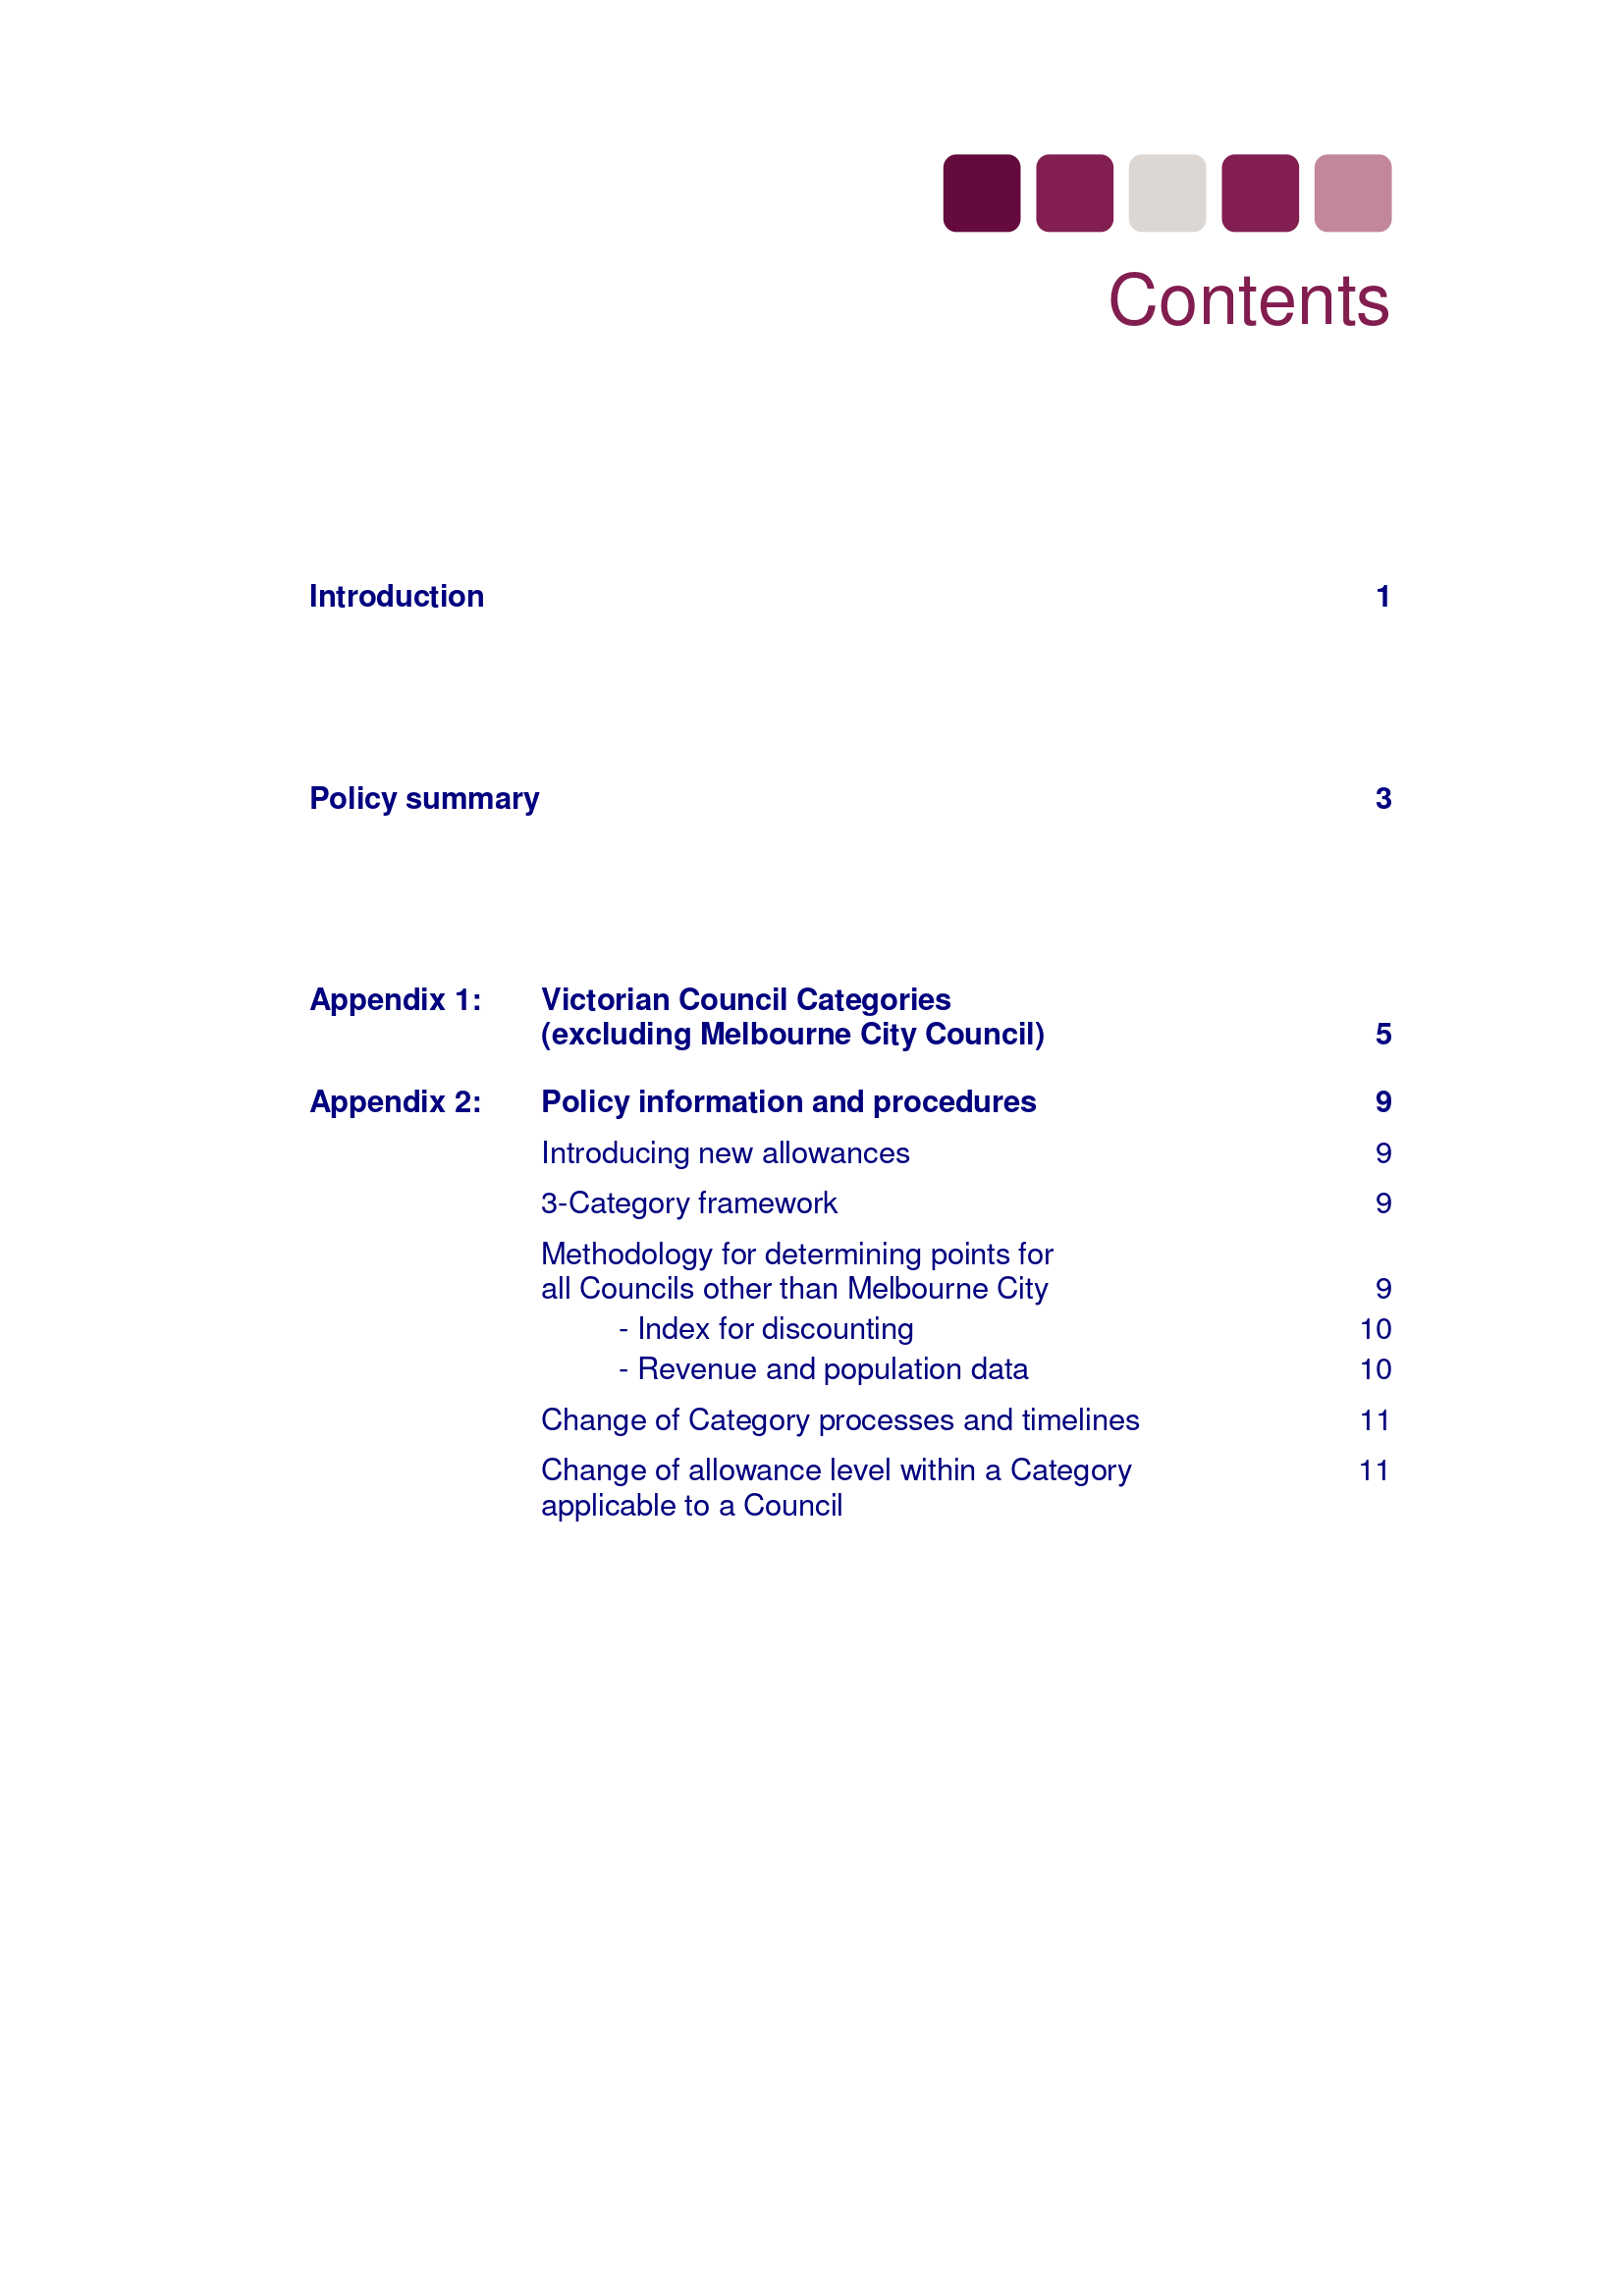 Contents
Introduction 1
Policy summary 3
Appendix 1: Victorian Council Categories
(excluding Melbourne City Council) 5
Appendix 2: Policy information and procedures 9
Introducing new allowances 9
3-Category framework 9
Methodology for determining points for
all Councils other than Melbourne City 9
- Index for discounting 10
- Revenue and population data 10
Change of Category processes and timelines 11
Change of allowance level within a Category 11
applicable to a Council